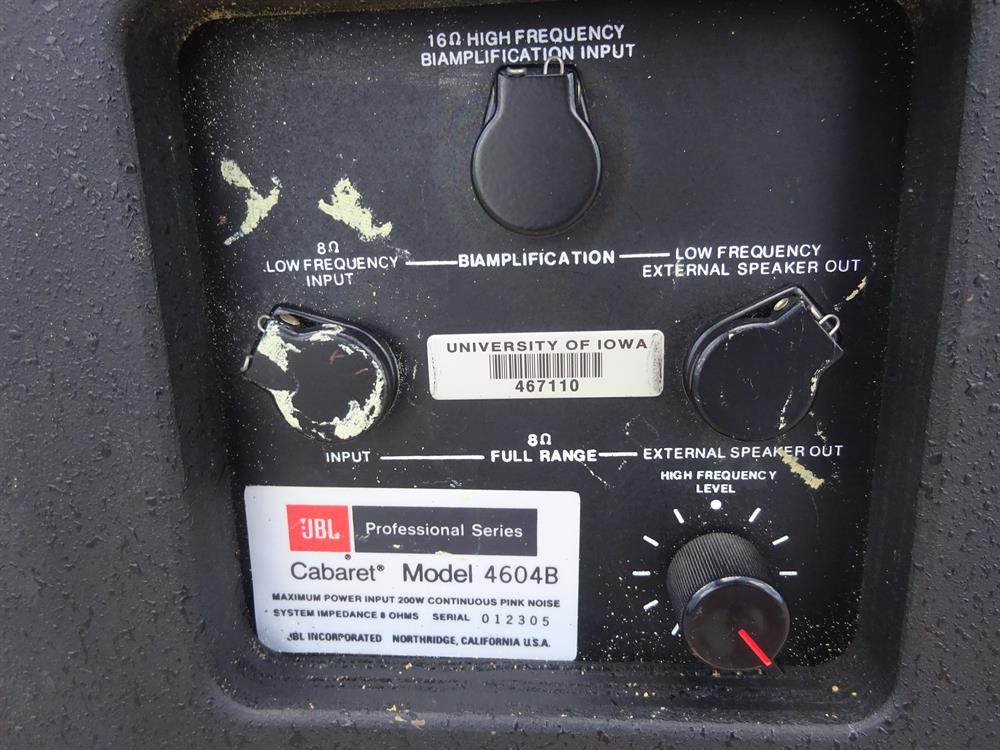 16Ω HIGH FREQUENCY
BIAMPLIFICATION INPUT
8Ω
LOW FREQUENCY
INPUT
BIAMPLIFICATION
LOW FREQUENCY
EXTERNAL SPEAKER OUT
UNIVERSITY OF IOWA
467110
INPUT
8Ω
FULL RANGE
EXTERNAL SPEAKER OUT
HIGH FREQUENCY
LEVEL
JBL Professional Series
Cabaret® Model 4604B
MAXIMUM POWER INPUT 200W CONTINUOUS PINK NOISE
SYSTEM IMPEDANCE 8 OHMS SERIAL 012305
JBL INCORPORATED NORTHRIDGE, CALIFORNIA U.S.A.